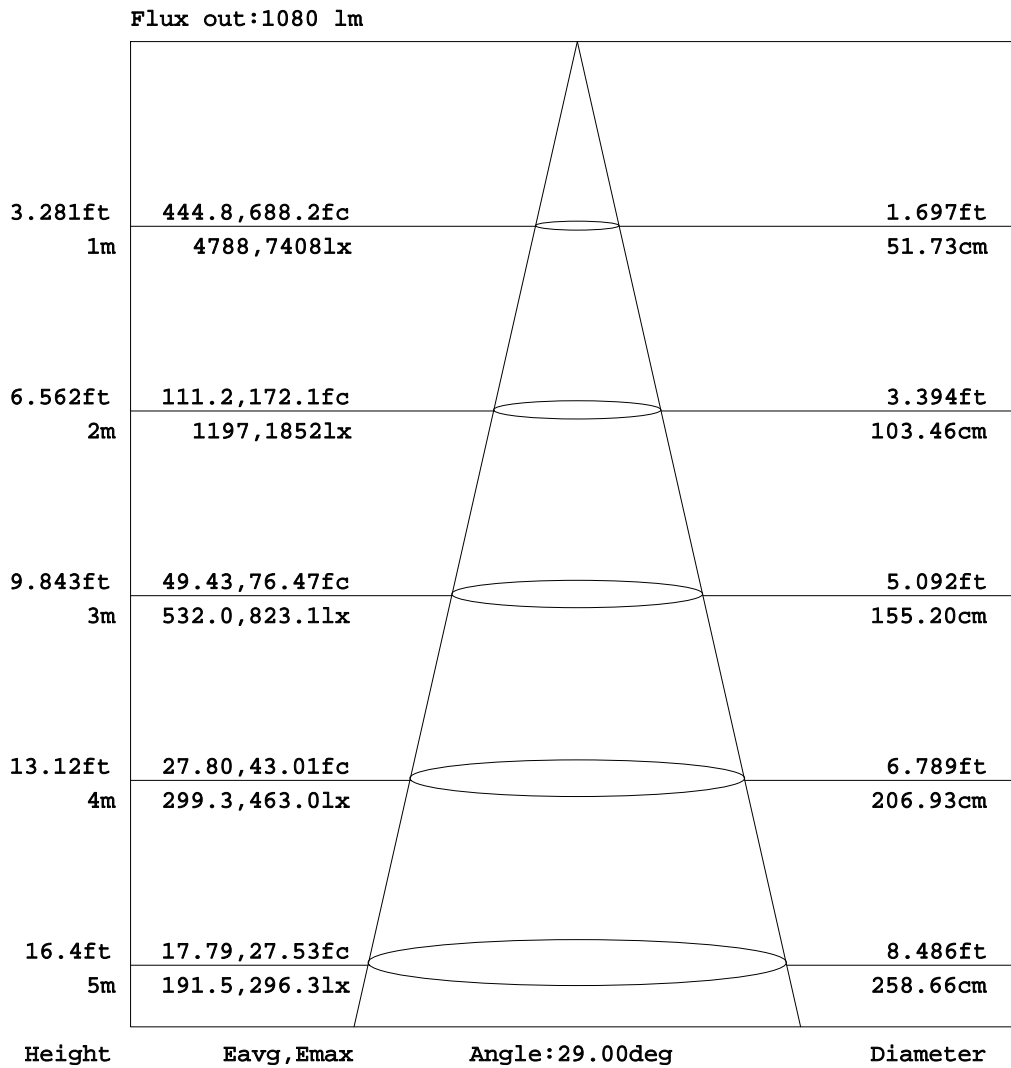 Flux out:1080 lm
3.281ft 444.8,688.2fc 1.697ft
1m 4788,7408lx 51.73cm
6.562ft 111.2,172.1fc 3.394ft
2m 1197,1852lx 103.46cm
9.843ft 49.43,76.47fc 5.092ft
3m 532.0,823.1lx 155.20cm
13.12ft 27.80,43.01fc 6.789ft
4m 299.3,463.0lx 206.93cm
16.4ft 17.79,27.53fc 8.486ft
5m 191.5,296.3lx 258.66cm
Height Eavg,Emax Angle:29.00deg Diameter